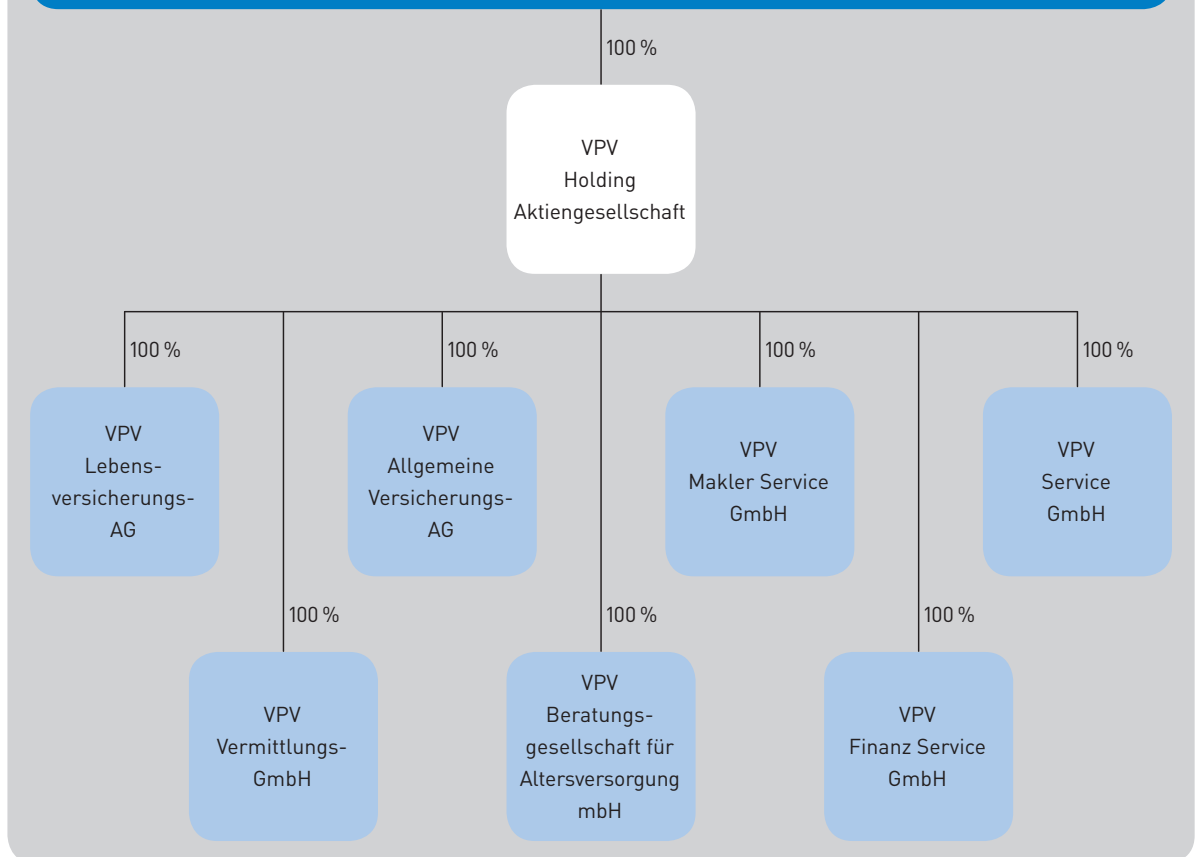 100 %
VPV
Holding
Aktiengesellschaft
100 %
100 %
100 %
100 %
VPV
Lebens-
versicherungs-
AG
VPV
Allgemeine
Versicherungs-
AG
VPV
Makler Service
GmbH
VPV
Service
GmbH
100 %
100 %
100 %
VPV
Vermittlungs-
GmbH
VPV
Beratungs-
gesellschaft für
Altersversorgung
mbH
VPV
Finanz Service
GmbH